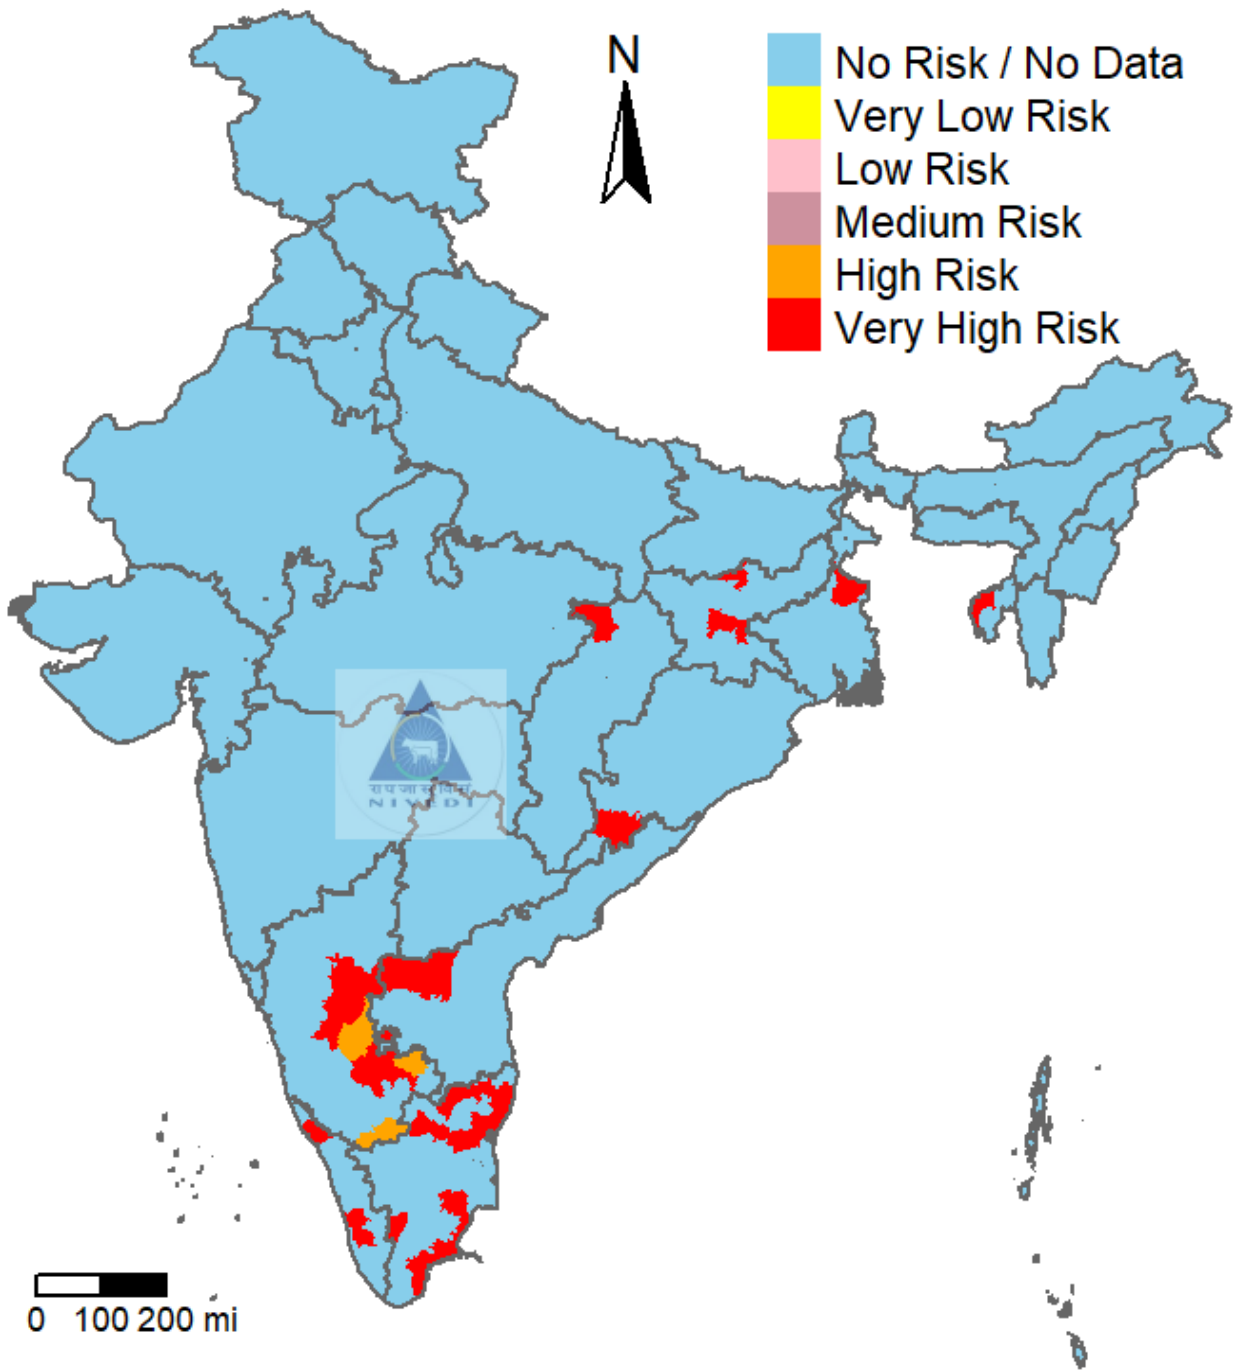 N
No Risk / No Data
Very Low Risk
Low Risk
Medium Risk
High Risk
Very High Risk
NIVEDI
0 100 200 mi